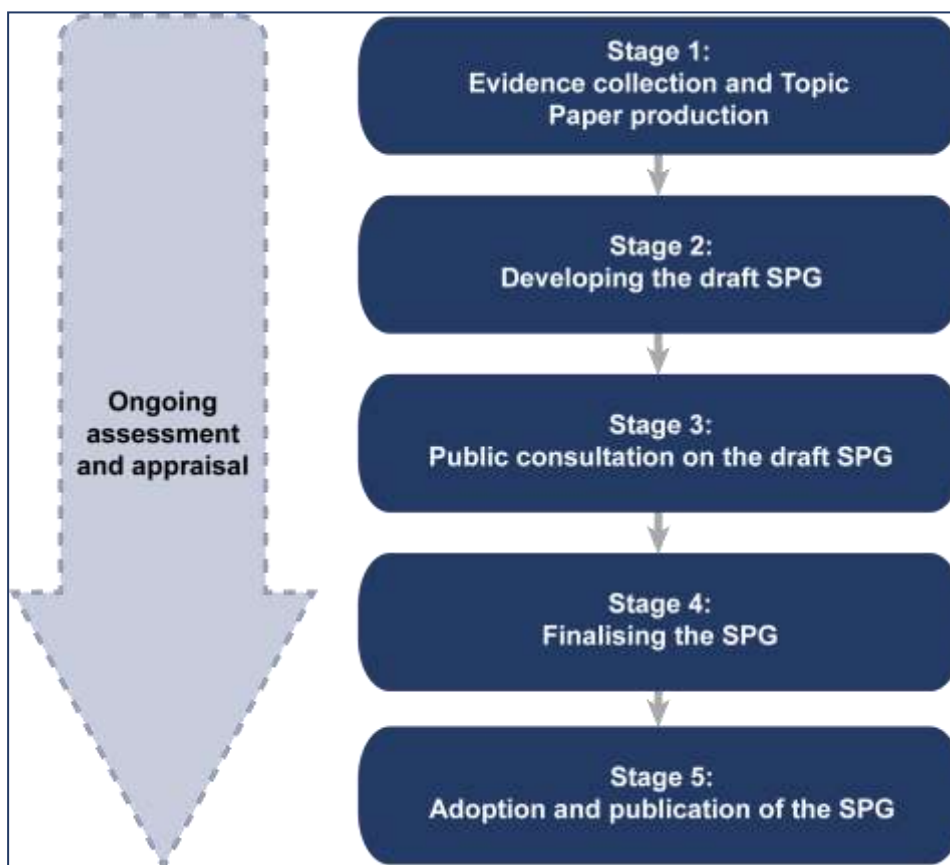 Stage 1:
Evidence collection and Topic
Paper production
Stage 2:
Developing the draft SPG
Stage 3:
Public consultation on the draft SPG
Stage 4:
Finalising the SPG
Stage 5:
Adoption and publication of the SPG
Ongoing
assessment
and appraisal